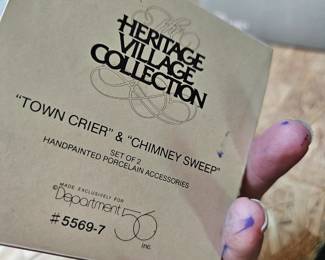 The
HERITAGE
VILLAGE
COLLECTION
"TOWN CRIER" & "CHIMNEY SWEEP"
SET OF 2
HANDPAINTED PORCELAIN ACCESSORIES
MADE EXCLUSIVELY FOR
© Department 56 INC.
#5569-7